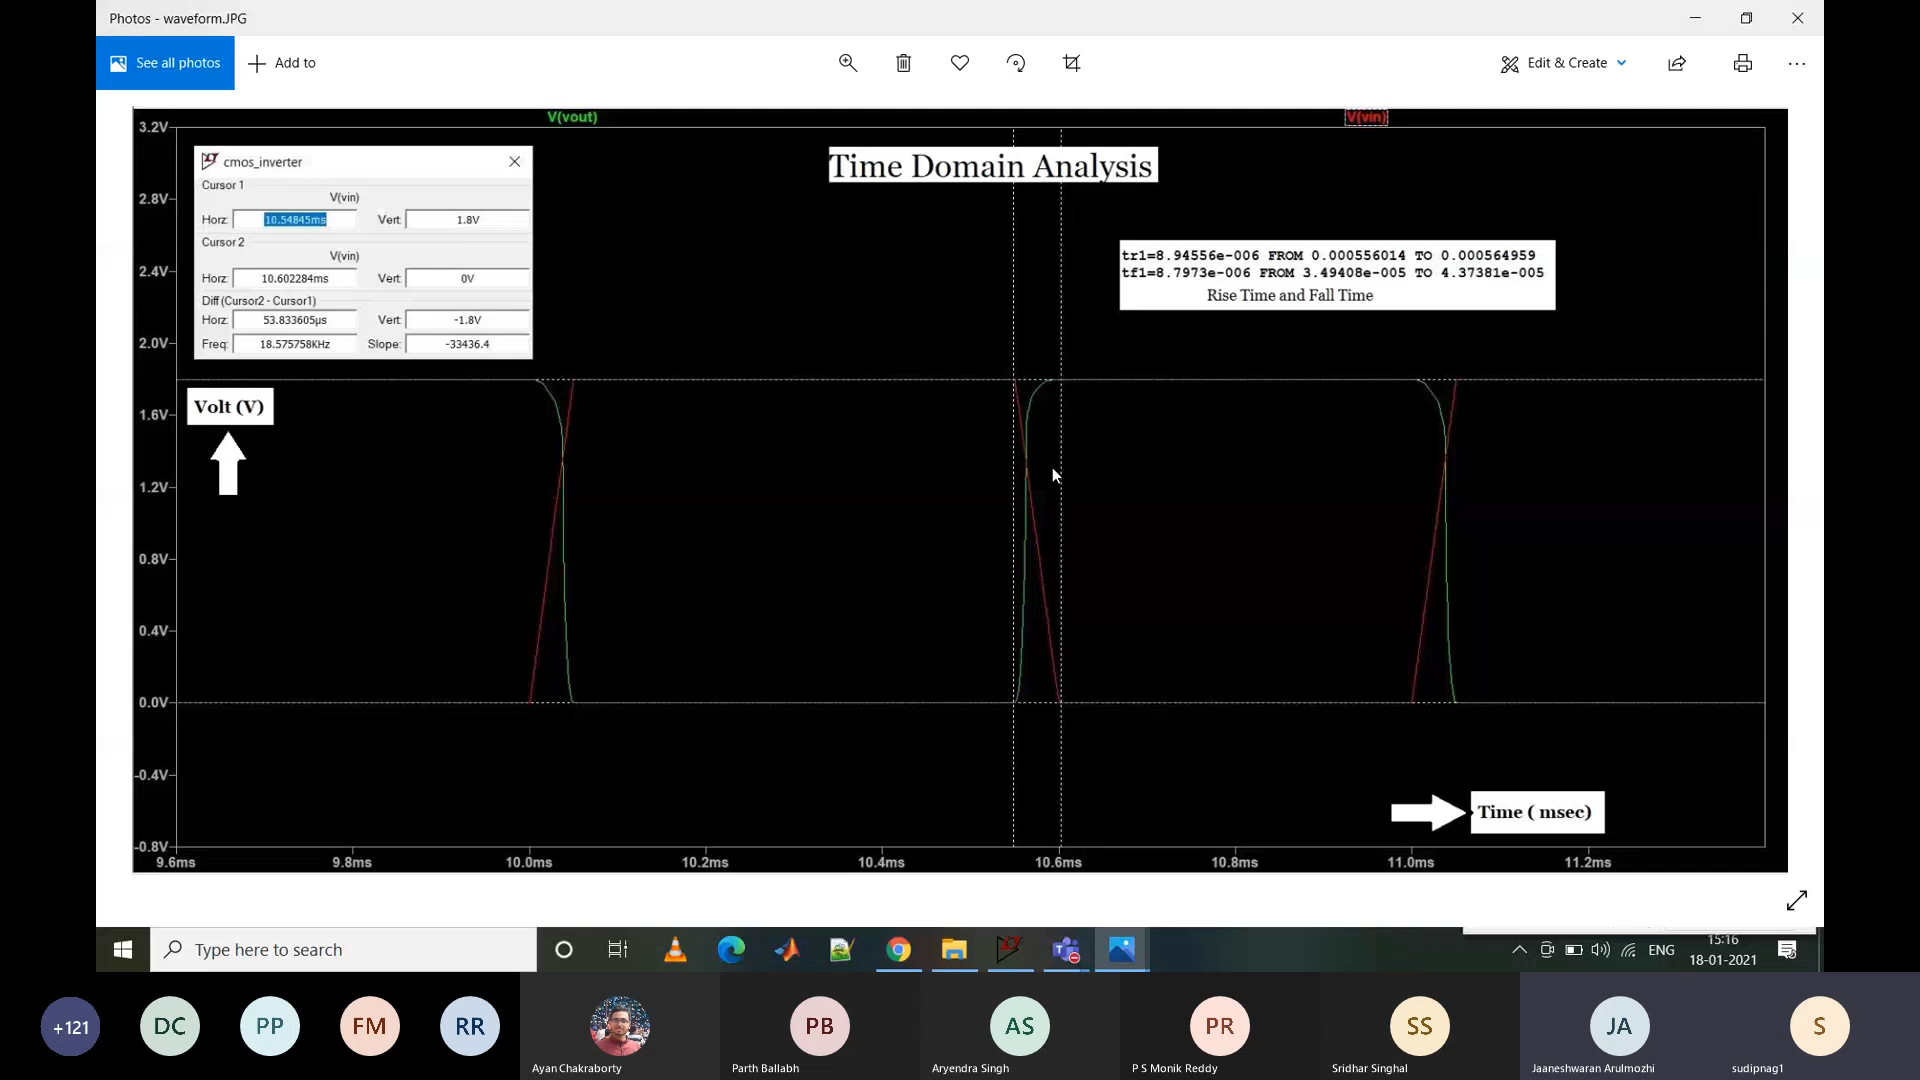 Photos - waveform.JPG
See all photos
Add to
Edit & Create
V(vout)
V(vin)
3.2V
2.8V
2.4V
2.0V
1.6V
1.2V
0.8V
0.4V
0.0V
-0.4V
-0.8V
cmos_inverter
Cursor 1
V(vin)
Horz: 10.54845ms Vert: 1.8V
Cursor 2
V(vin)
Horz: 10.602284ms Vert: 0V
Diff (Cursor2 - Cursor1)
Horz: 53.833605µs Vert: -1.8V
Freq: 18.575758KHz Slope: -33436.4
Time Domain Analysis
tr1=8.94556e-006 FROM 0.000556014 TO 0.000564959
tf1=8.7973e-006 FROM 3.49408e-005 TO 4.37381e-005
Rise Time and Fall Time
Volt (V)
Time ( msec)
9.6ms 9.8ms 10.0ms 10.2ms 10.4ms 10.6ms 10.8ms 11.0ms 11.2ms
Type here to search
ENG
15:16
18-01-2021
+121
DC
PP
FM
RR
Ayan Chakraborty
PB
Parth Ballabh
AS
Aryendra Singh
PR
P S Monik Reddy
SS
Sridhar Singhal
JA
Jaaneshwaran Arulmozhi
S
sudipnag1